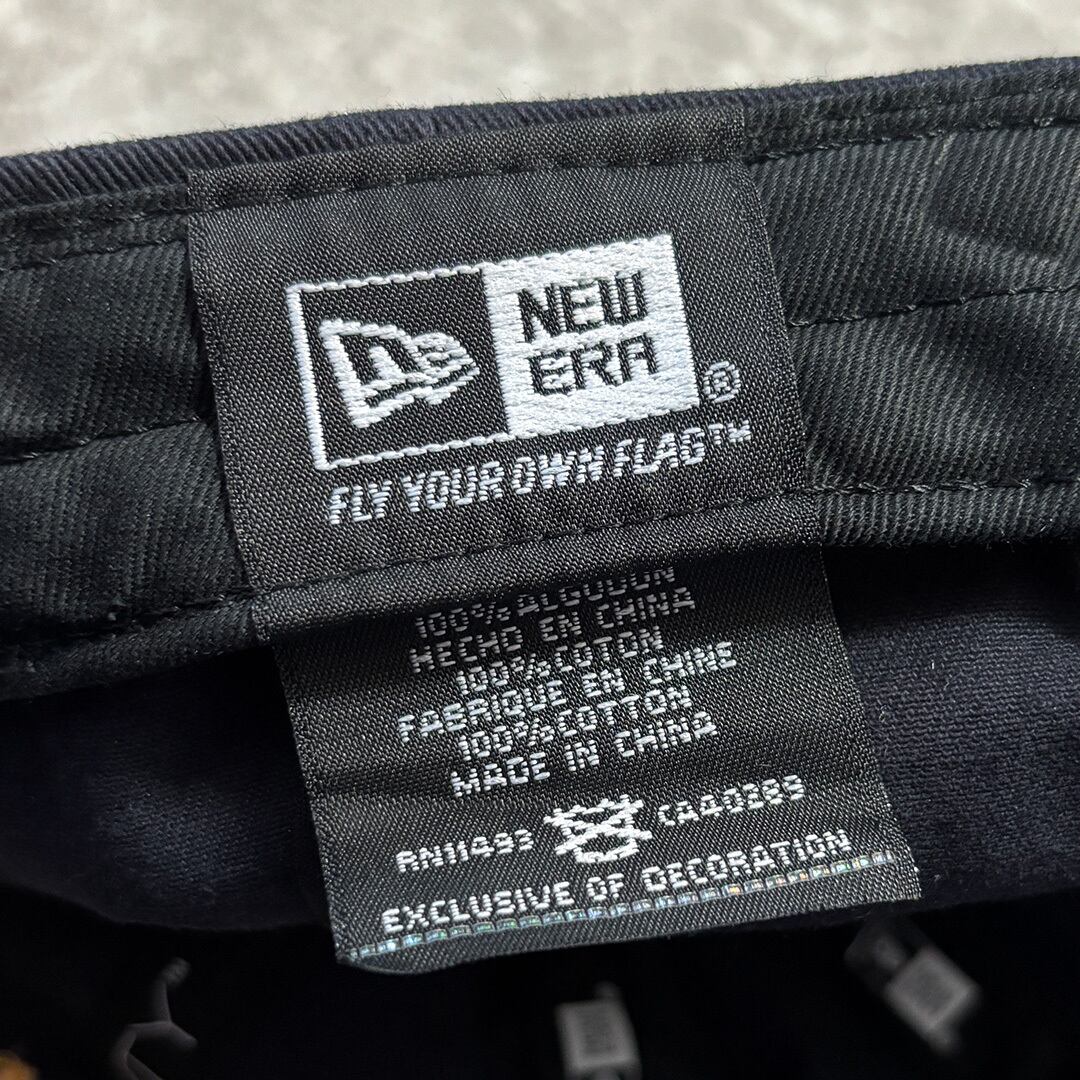 ne
NEW
ERA
®
FLY YOUR OWN FLAG™
100% ALGODON
HECHO EN CHINA
100% COTON
FABRIQUE EN CHINE
100% COTTON
MADE IN CHINA
RN11493 CA40289
EXCLUSIVE OF DECORATION